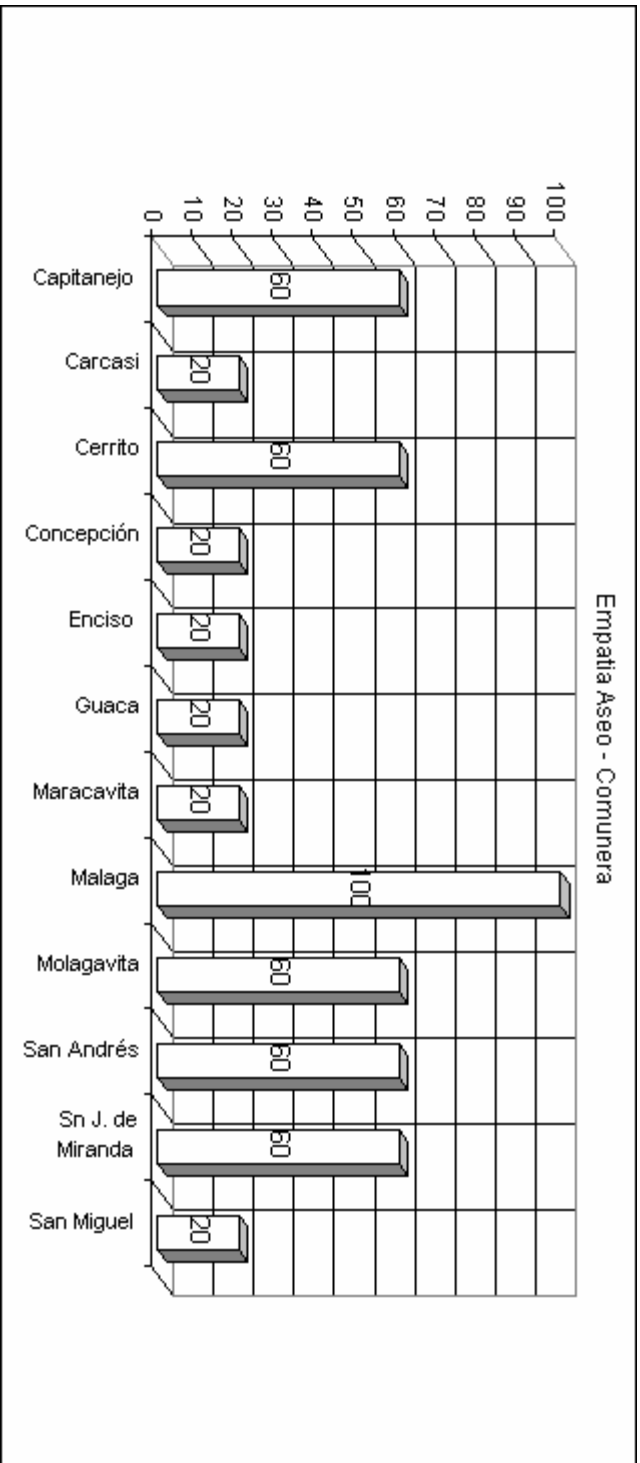 Empatia Aseo - Comunera
100
90
80
70
60
50
40
30
20
10
0
60
20
60
20
20
20
20
100
60
60
60
20
Capitanejo
Carcasi
Cerrito
Concepción
Enciso
Guaca
Maracavita
Malaga
Molagavita
San Andrés
Sn J. de
Miranda
San Miguel